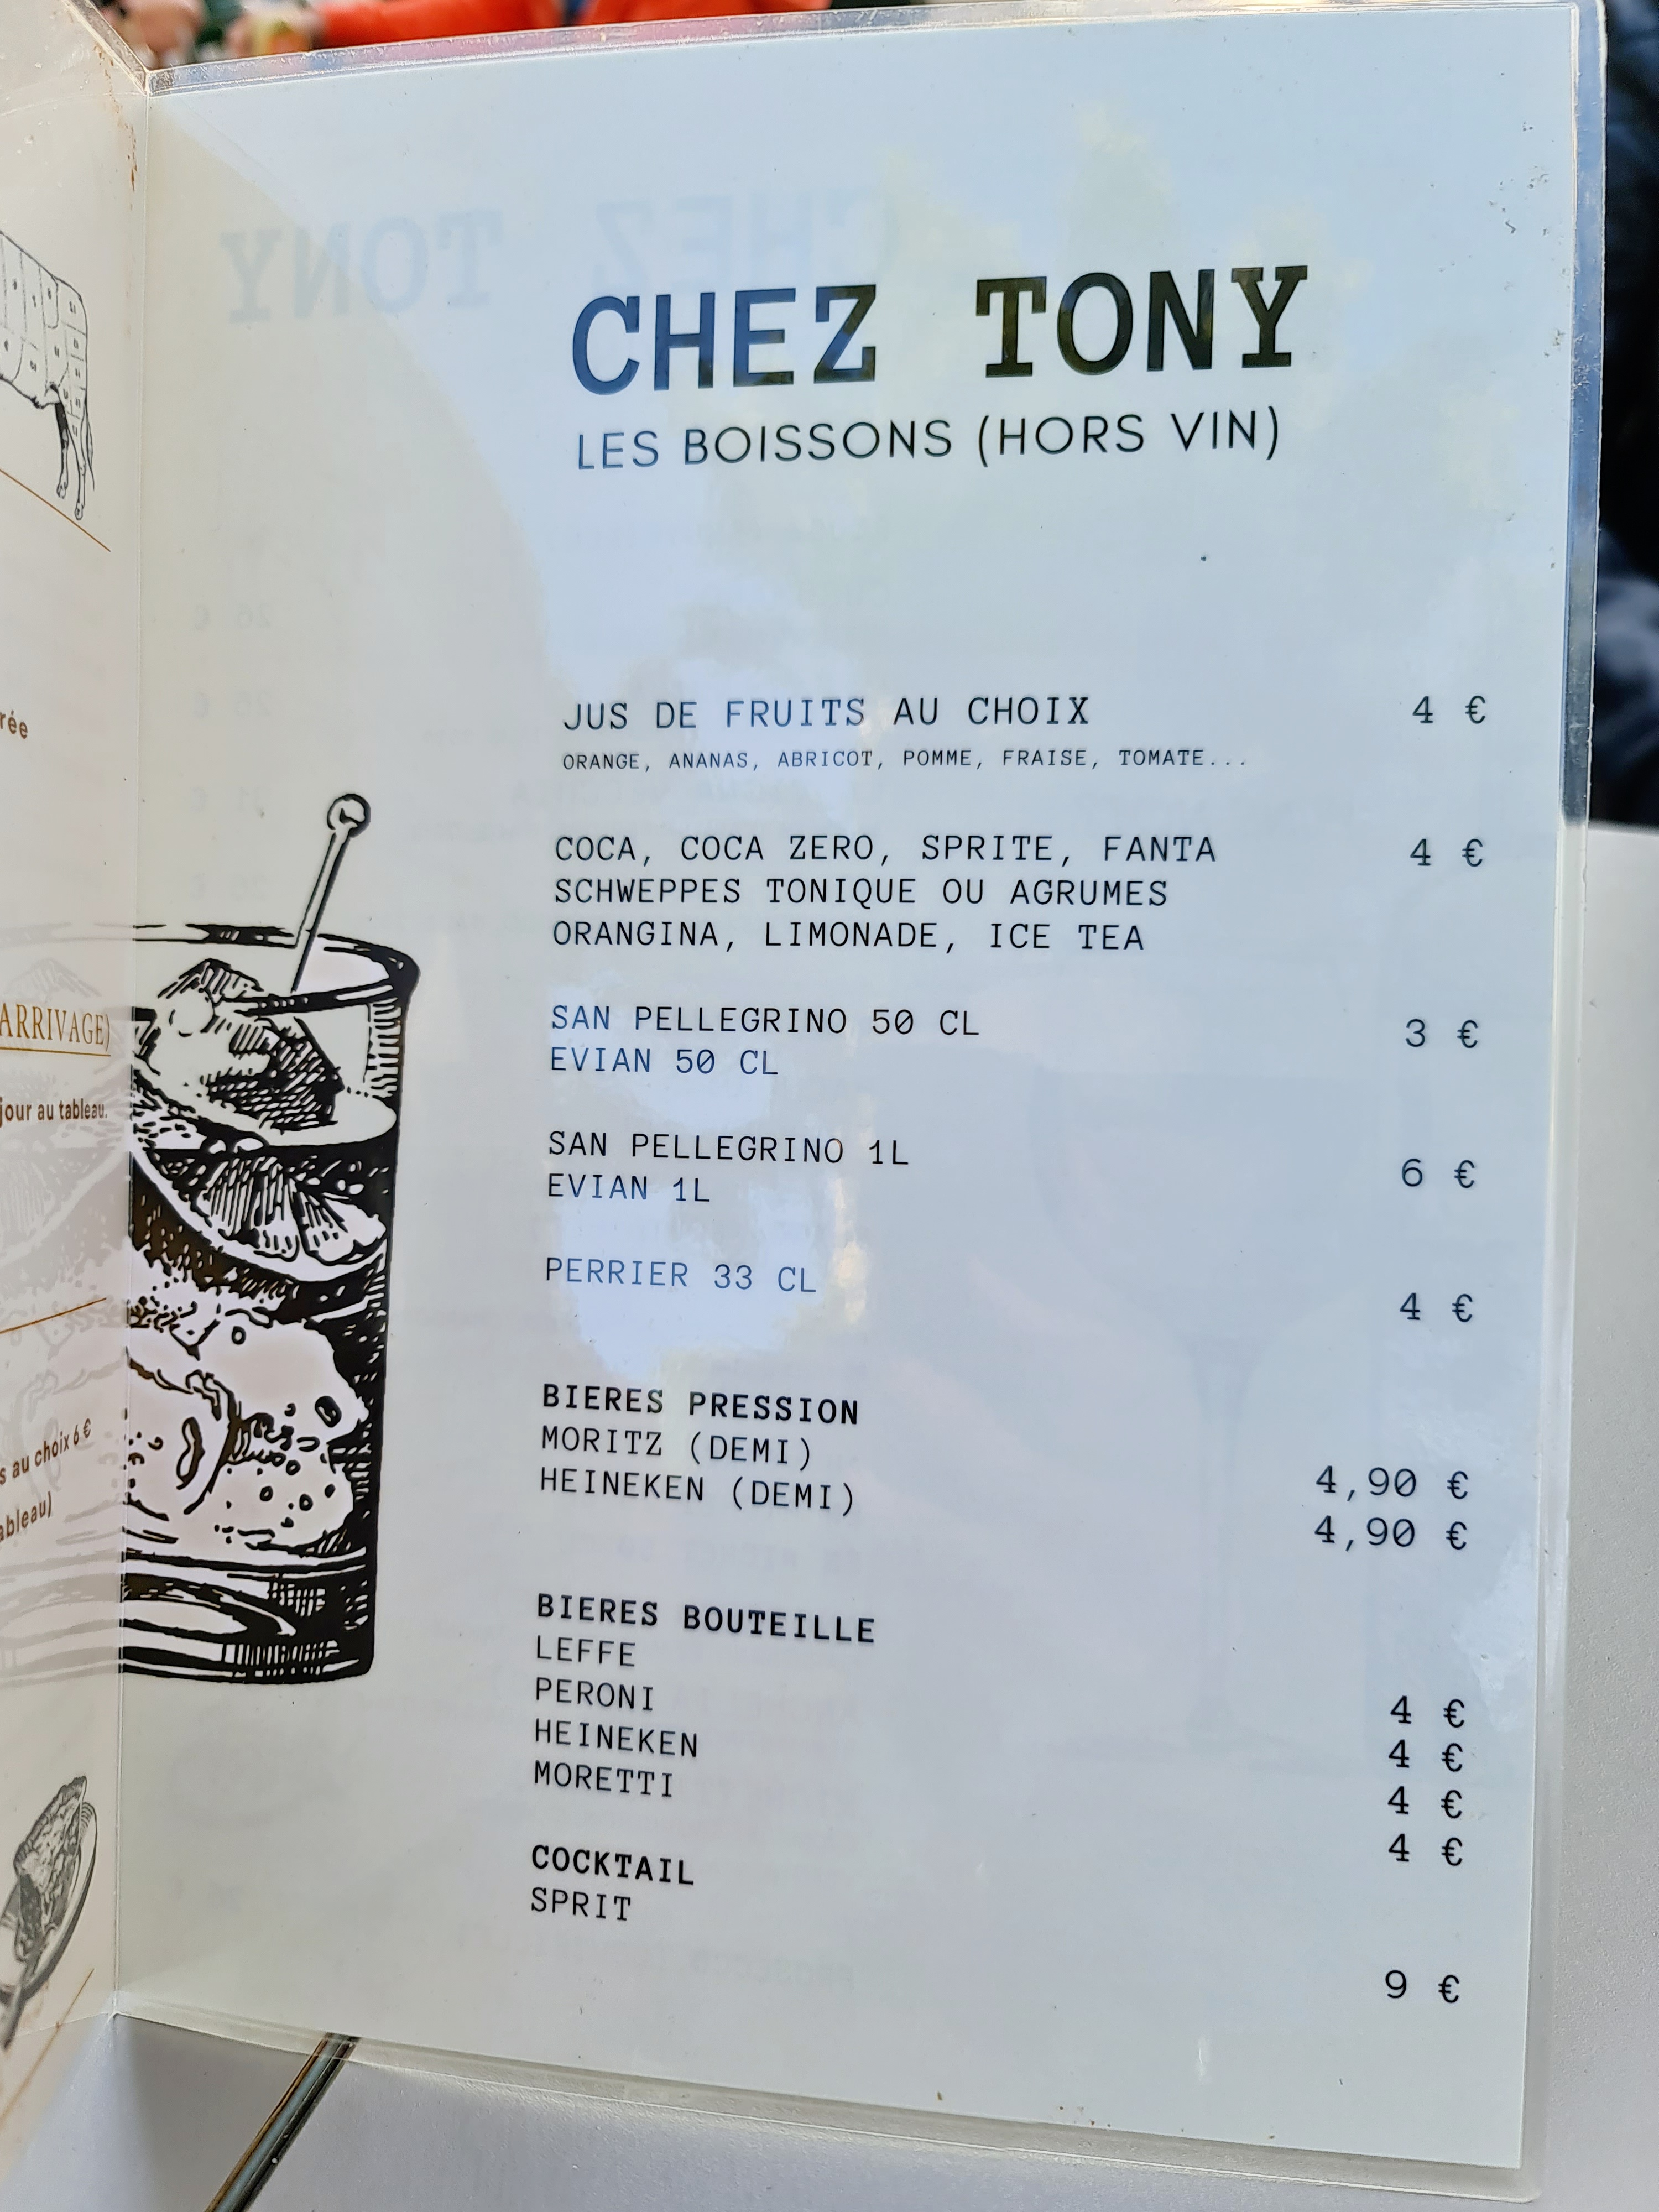 rée
ARRIVAGE)
jour au tableau.
s au choix 6 €
ableau)
CHEZ TONY
LES BOISSONS (HORS VIN)
JUS DE FRUITS AU CHOIX 4 €
ORANGE, ANANAS, ABRICOT, POMME, FRAISE, TOMATE...
COCA, COCA ZERO, SPRITE, FANTA 4 €
SCHWEPPES TONIQUE OU AGRUMES
ORANGINA, LIMONADE, ICE TEA
SAN PELLEGRINO 50 CL 3 €
EVIAN 50 CL
SAN PELLEGRINO 1L 6 €
EVIAN 1L
PERRIER 33 CL 4 €
BIERES PRESSION
MORITZ (DEMI) 4,90 €
HEINEKEN (DEMI) 4,90 €
BIERES BOUTEILLE
LEFFE 4 €
PERONI 4 €
HEINEKEN 4 €
MORETTI 4 €
COCKTAIL
SPRIT 9 €